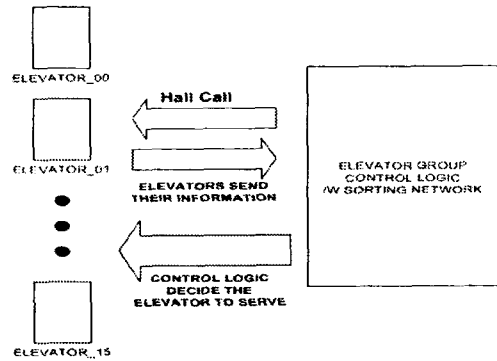 ELEVATOR_00
Hall Call
ELEVATOR_01
ELEVATORS SEND
THEIR INFORMATION
ELEVATOR GROUP
CONTROL LOGIC
/W SORTING NETWORK
CONTROL LOGIC
DECIDE THE
ELEVATOR TO SERVE
ELEVATOR_15